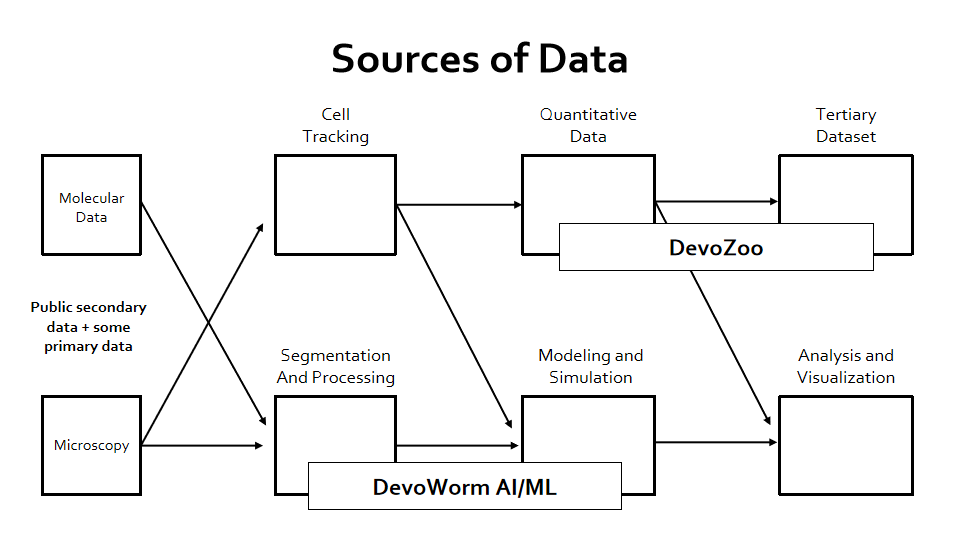 Sources of Data
Cell
Tracking
Quantitative
Data
Tertiary
Dataset
Molecular
Data
DevoZoo
Public secondary
data + some
primary data
Segmentation
And Processing
Modeling and
Simulation
Analysis and
Visualization
Microscopy
DevoWorm AI/ML